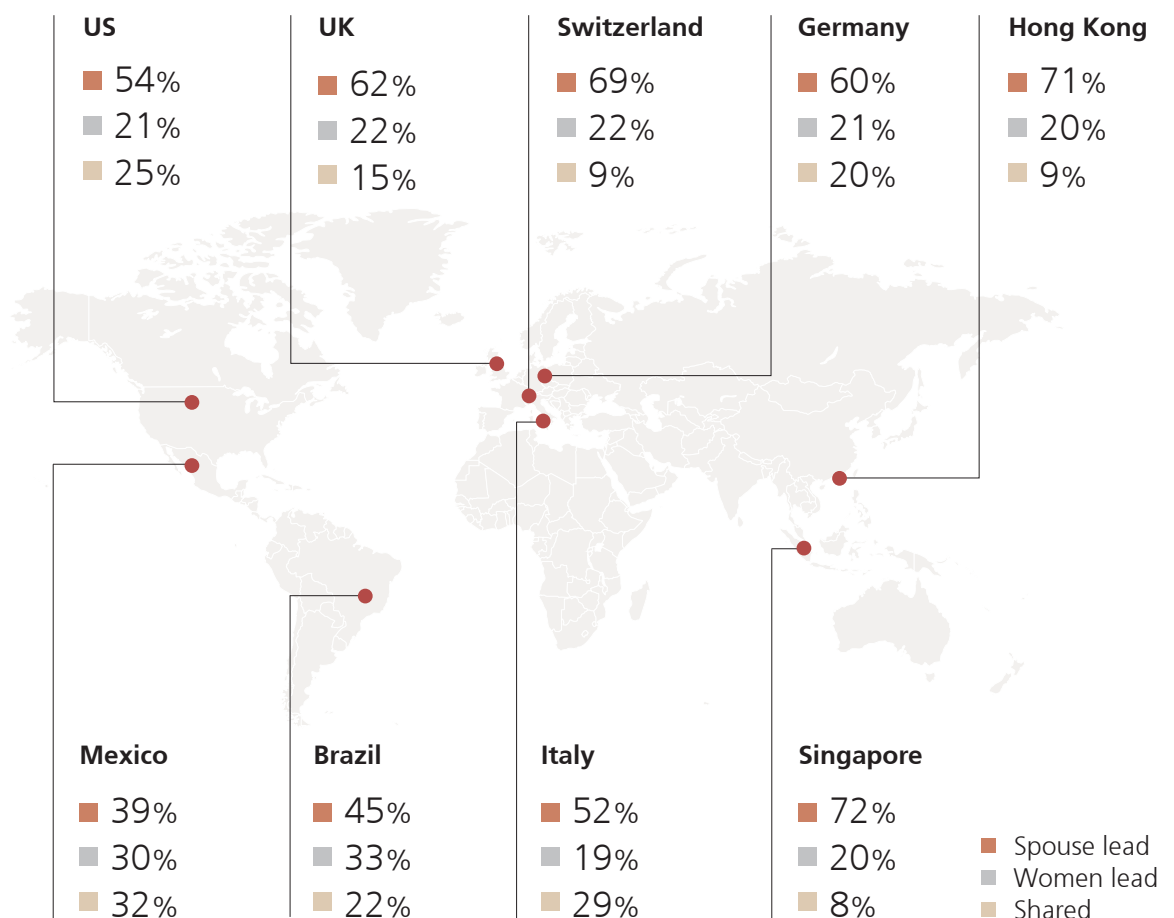 US
54%
21%
25%
UK
62%
22%
15%
Switzerland
69%
22%
9%
Germany
60%
21%
20%
Hong Kong
71%
20%
9%
Mexico
39%
30%
32%
Brazil
45%
33%
22%
Italy
52%
19%
29%
Singapore
72%
20%
8%
Spouse lead
Women lead
Shared